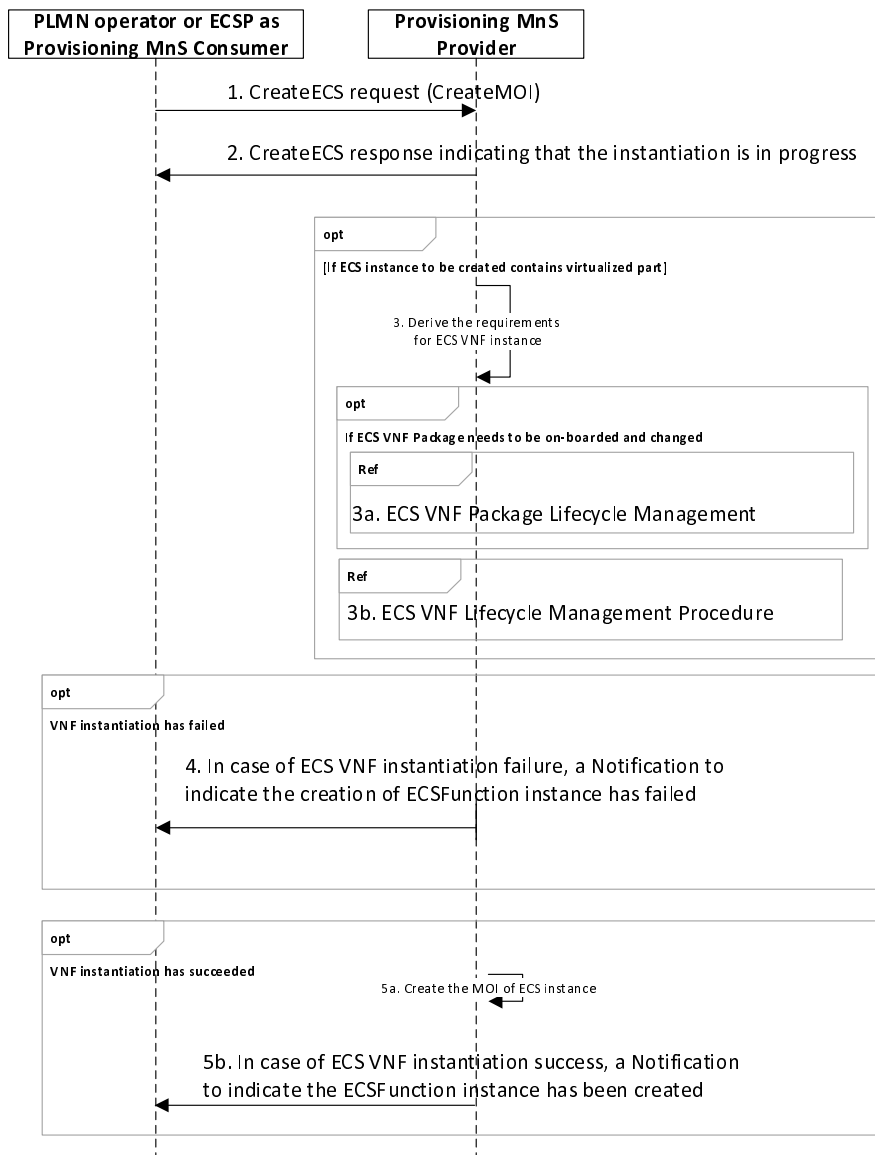 PLMN operator or ECSP as
Provisioning MnS Consumer
Provisioning MnS
Provider
1. CreateECS request (CreateMOI)
2. CreateECS response indicating that the instantiation is in progress
opt
[If ECS instance to be created contains virtualized part]
3. Derive the requirements
for ECS VNF instance
opt
If ECS VNF Package needs to be on-boarded and changed
Ref
3a. ECS VNF Package Lifecycle Management
Ref
3b. ECS VNF Lifecycle Management Procedure
opt
VNF instantiation has failed
4. In case of ECS VNF instantiation failure, a Notification to
indicate the creation of ECSFunction instance has failed
opt
VNF instantiation has succeeded
5a. Create the MOI of ECS instance
5b. In case of ECS VNF instantiation success, a Notification
to indicate the ECSFunction instance has been created